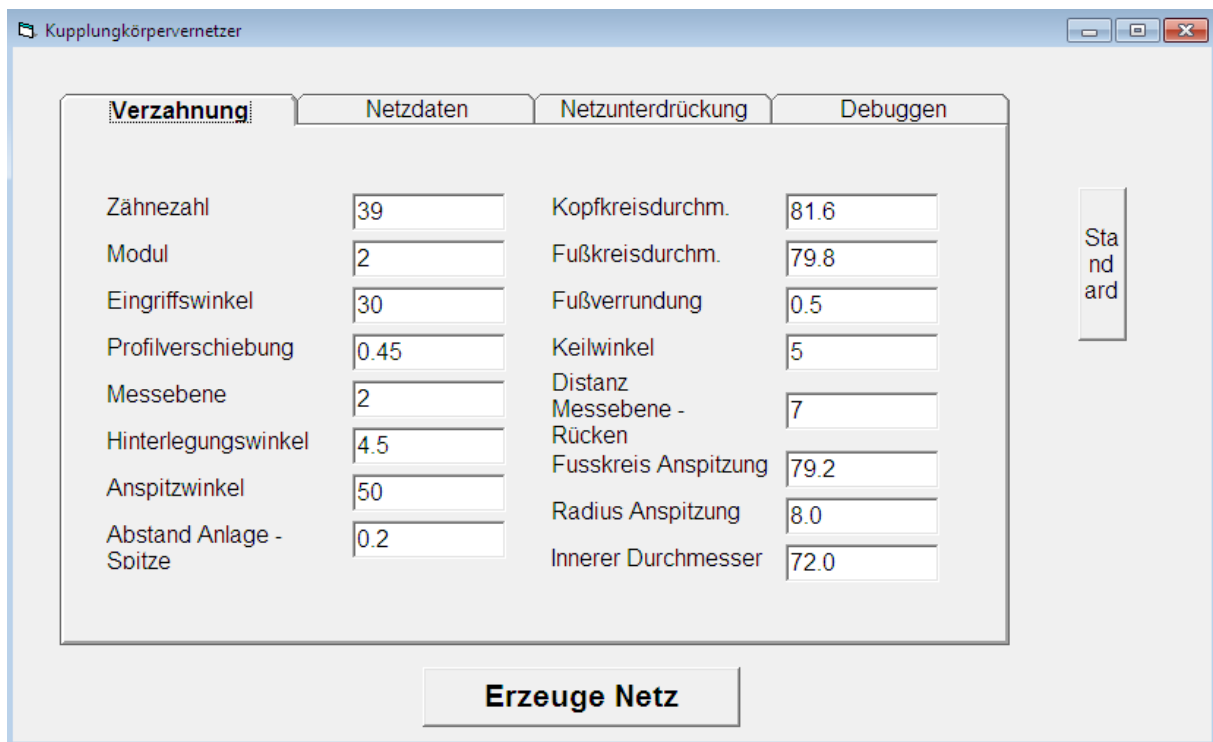 Kupplungkörpervernetzer
Verzahnung
Netzdaten
Netzunterdrückung
Debuggen
Zähnezahl
39
Modul
2
Eingriffswinkel
30
Profilverschiebung
0.45
Messebene
2
Hinterlegungswinkel
4.5
Anspitzwinkel
50
Abstand Anlage -
Spitze
0.2
Kopfkreisdurchm.
81.6
Fußkreisdurchm.
79.8
Fußverrundung
0.5
Keilwinkel
5
Distanz
Messebene -
Rücken
7
Fusskreis Anspitzung
79.2
Radius Anspitzung
8.0
Innerer Durchmesser
72.0
Sta
nd
ard
Erzeuge Netz